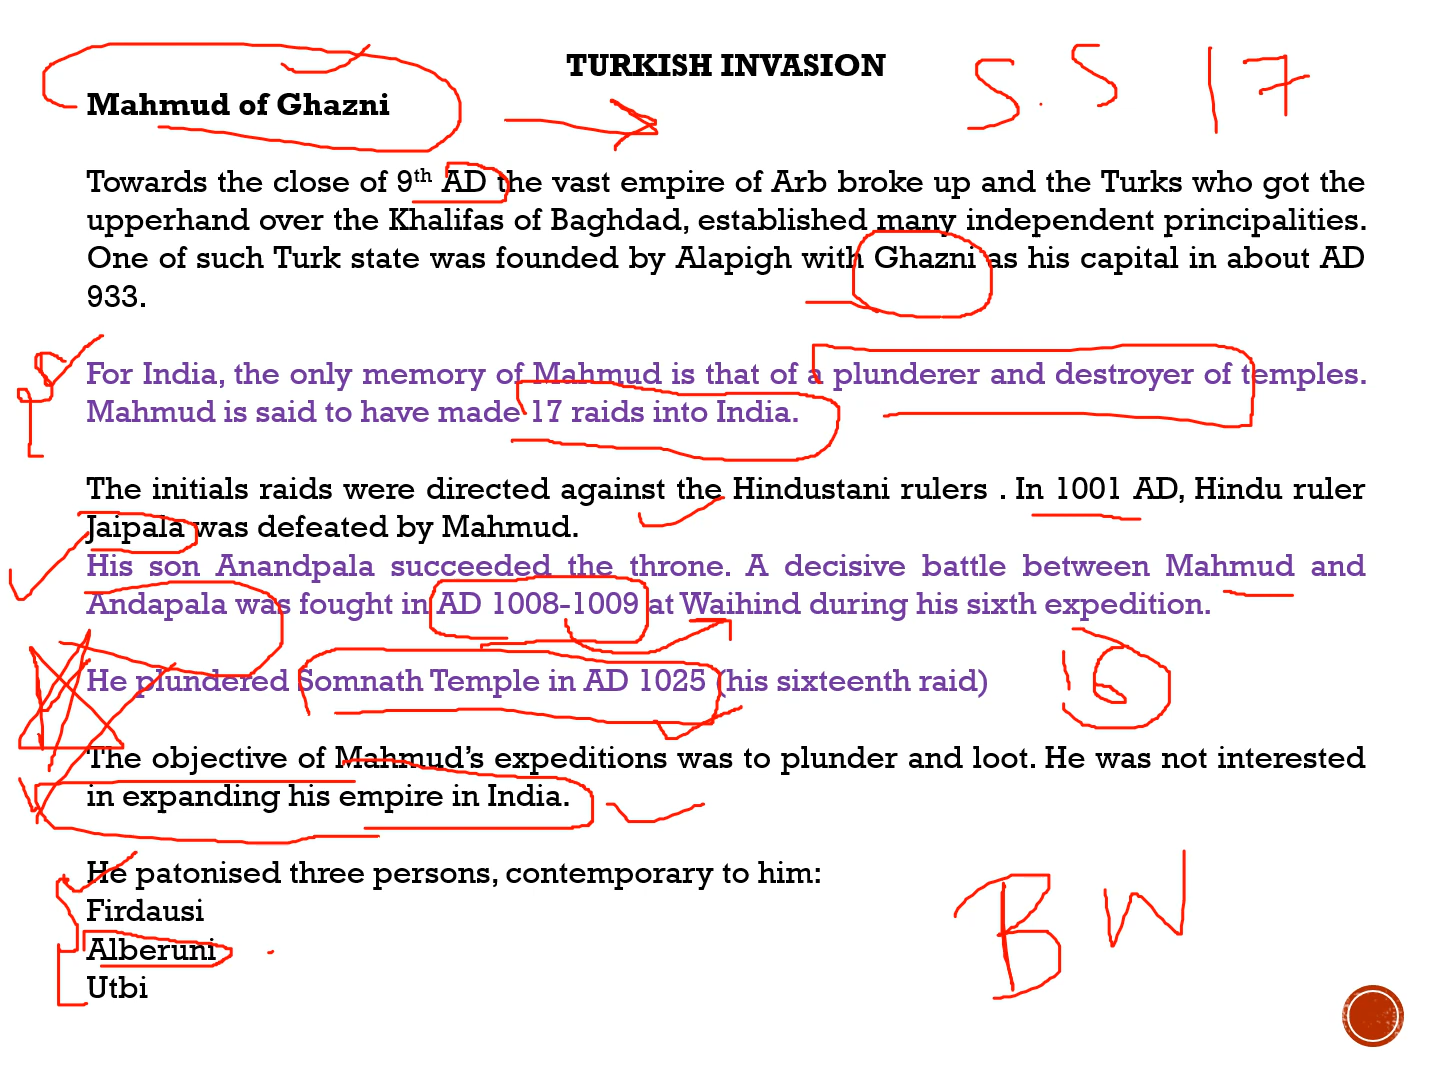 TURKISH INVASION
S.S 17
Mahmud of Ghazni
Towards the close of 9th AD the vast empire of Arb broke up and the Turks who got the
upperhand over the Khalifas of Baghdad, established many independent principalities.
One of such Turk state was founded by Alapigh with Ghazni as his capital in about AD
933.
For India, the only memory of Mahmud is that of a plunderer and destroyer of temples.
Mahmud is said to have made 17 raids into India.
The initials raids were directed against the Hindustani rulers . In 1001 AD, Hindu ruler
Jaipala was defeated by Mahmud.
His son Anandpala succeeded the throne. A decisive battle between Mahmud and
Andapala was fought in AD 1008-1009 at Waihind during his sixth expedition.
He plundered Somnath Temple in AD 1025 (his sixteenth raid)
6
The objective of Mahmud’s expeditions was to plunder and loot. He was not interested
in expanding his empire in India.
He patonised three persons, contemporary to him:
Firdausi
B W
Alberuni
Utbi